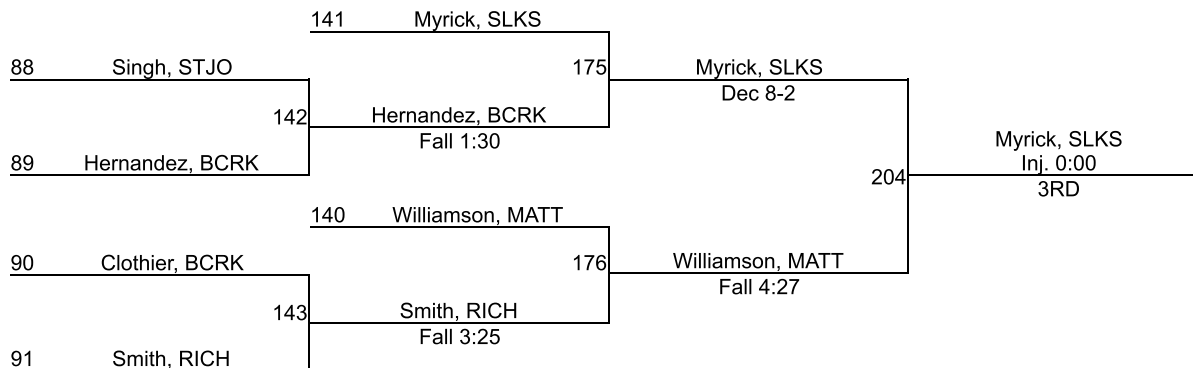 141 Myrick, SLKS
88 Singh, STJO
175 Myrick, SLKS
Dec 8-2
142 Hernandez, BCRK
Fall 1:30
Myrick, SLKS
89 Hernandez, BCRK
Inj. 0:00
204
3RD
140 Williamson, MATT
90 Clothier, BCRK
176 Williamson, MATT
Fall 4:27
143 Smith, RICH
Fall 3:25
91 Smith, RICH